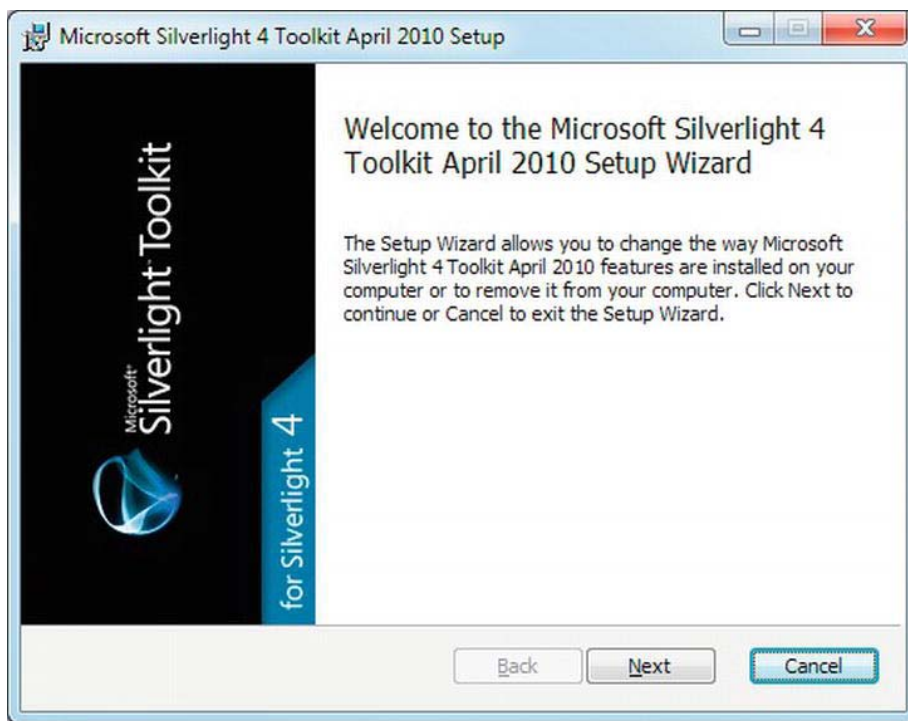 Microsoft Silverlight 4 Toolkit April 2010 Setup
Microsoft®
Silverlight™ Toolkit
for Silverlight 4
Welcome to the Microsoft Silverlight 4
Toolkit April 2010 Setup Wizard
The Setup Wizard allows you to change the way Microsoft
Silverlight 4 Toolkit April 2010 features are installed on your
computer or to remove it from your computer. Click Next to
continue or Cancel to exit the Setup Wizard.
Back
Next
Cancel